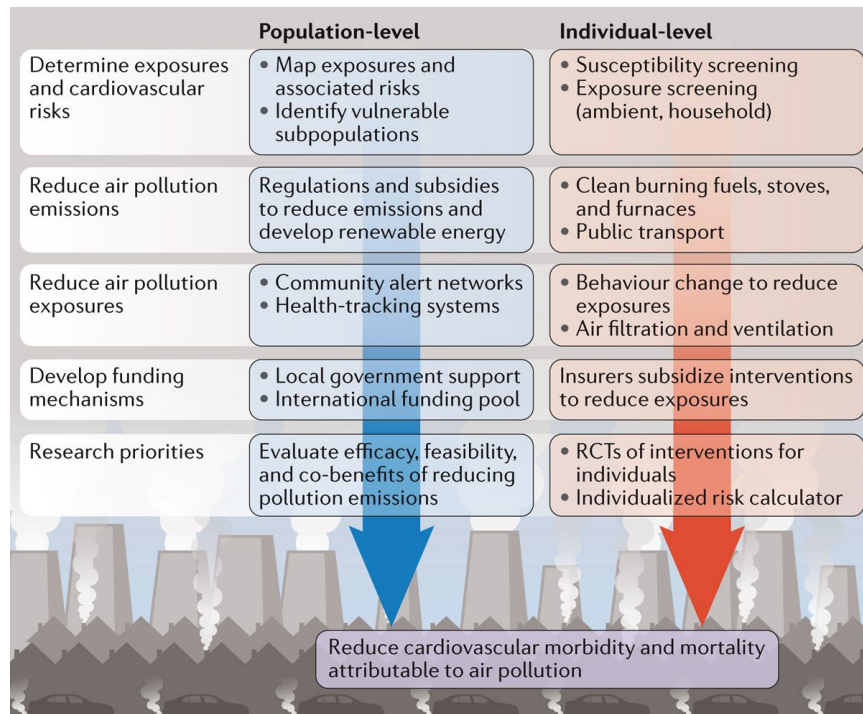 Population-level
Individual-level
Determine exposures
and cardiovascular
risks
• Map exposures and
associated risks
• Identify vulnerable
subpopulations
• Susceptibility screening
• Exposure screening
(ambient, household)
Reduce air pollution
emissions
Regulations and subsidies
to reduce emissions and
develop renewable energy
• Clean burning fuels, stoves,
and furnaces
• Public transport
Reduce air pollution
exposures
• Community alert networks
• Health-tracking systems
• Behaviour change to reduce
exposures
• Air filtration and ventilation
Develop funding
mechanisms
• Local government support
• International funding pool
Insurers subsidize interventions
to reduce exposures
Research priorities
Evaluate efficacy, feasibility,
and co-benefits of reducing
pollution emissions
• RCTs of interventions for
individuals
• Individualized risk calculator
Reduce cardiovascular morbidity and mortality
attributable to air pollution